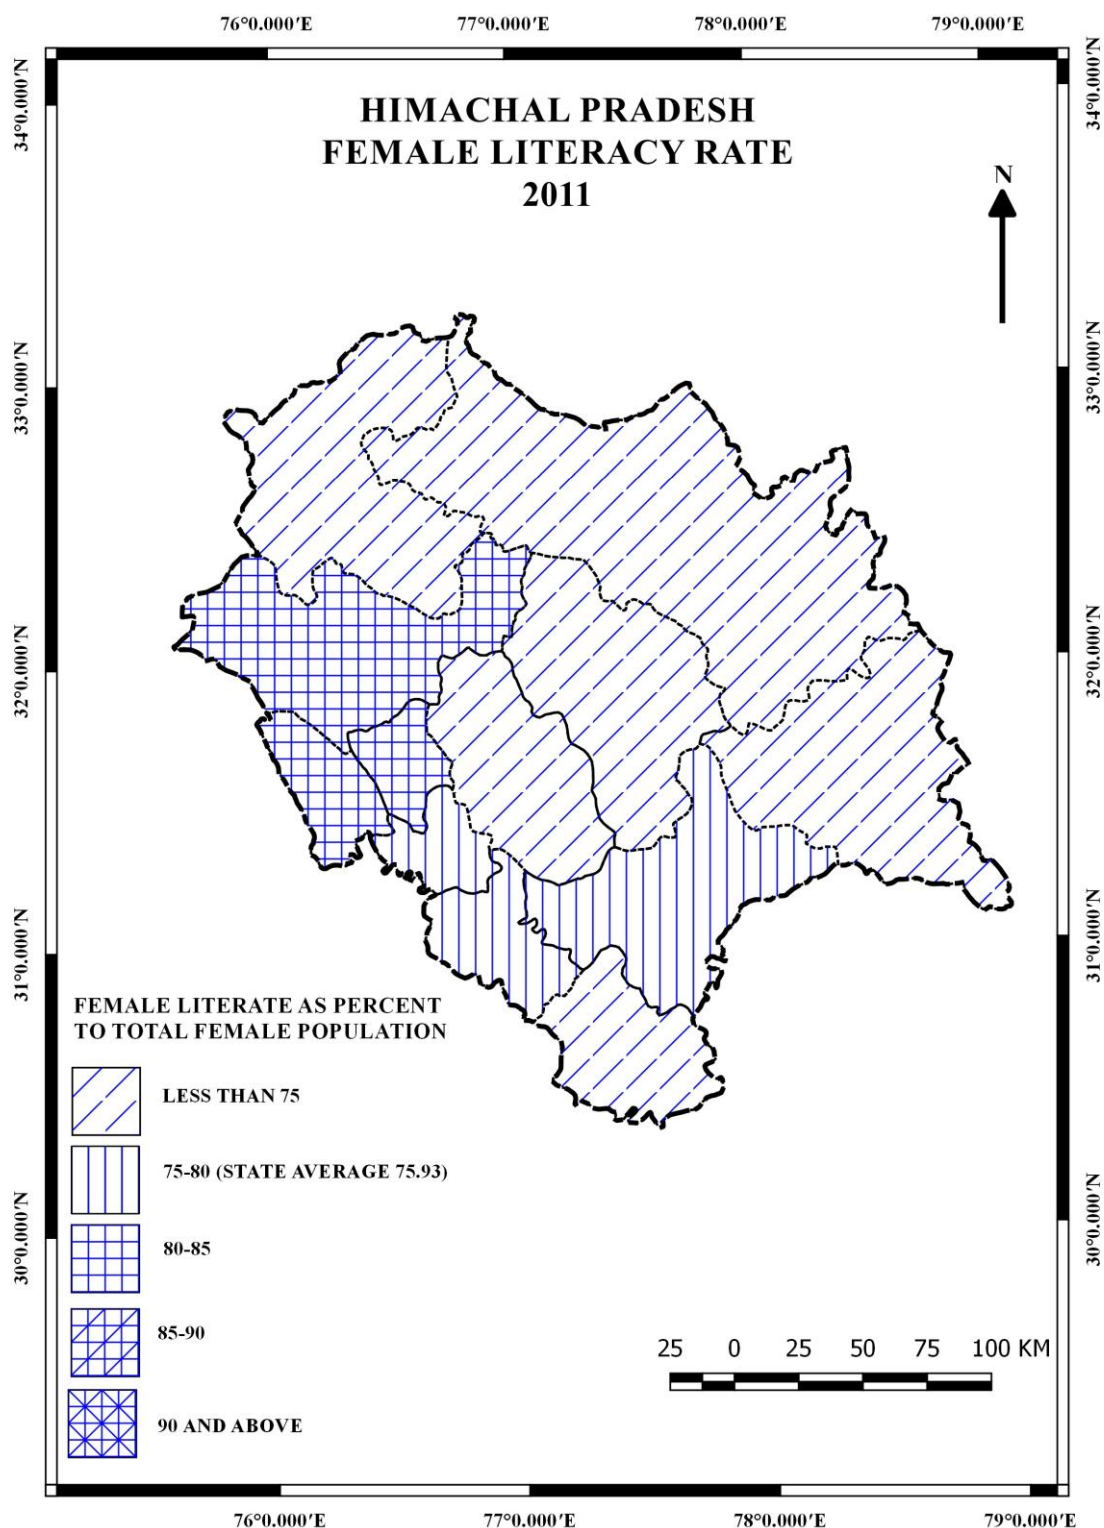 76°0.000'E 77°0.000'E 78°0.000'E 79°0.000'E
34°0.000'N
34°0.000'N
HIMACHAL PRADESH
FEMALE LITERACY RATE
2011
N
33°0.000'N
33°0.000'N
32°0.000'N
32°0.000'N
31°0.000'N
31°0.000'N
FEMALE LITERATE AS PERCENT
TO TOTAL FEMALE POPULATION
LESS THAN 75
75-80 (STATE AVERAGE 75.93)
80-85
85-90
90 AND ABOVE
30°0.000'N
30°0.000'N
25 0 25 50 75 100 KM
76°0.000'E 77°0.000'E 78°0.000'E 79°0.000'E